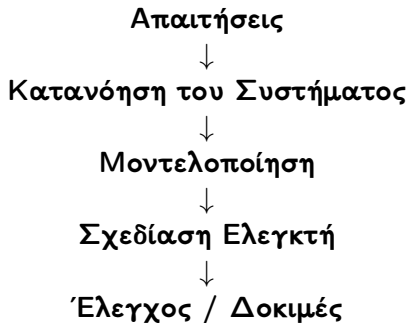 Απαιτήσεις
↓
Κατανόηση του Συστήματος
↓
Μοντελοποίηση
↓
Σχεδίαση Ελεγκτή
↓
Έλεγχος / Δοκιμές